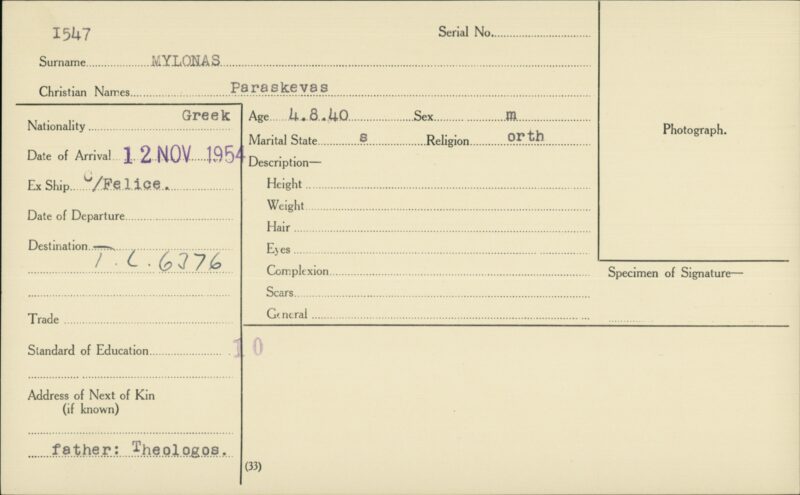 I547
Serial No.
Surname MYLONAS
Christian Names Paraskevas
Nationality Greek
Date of Arrival 12 NOV 1954
Ex Ship C/Felice.
Date of Departure
Destination T.L. 6376
Trade
Standard of Education 10
Address of Next of Kin
(if known)
father: Theologos.
Age 4.8.40 Sex m
Marital State s Religion orth
Description—
Height
Weight
Hair
Eyes
Complexion
Scars
General
(33)
Photograph.
Specimen of Signature—